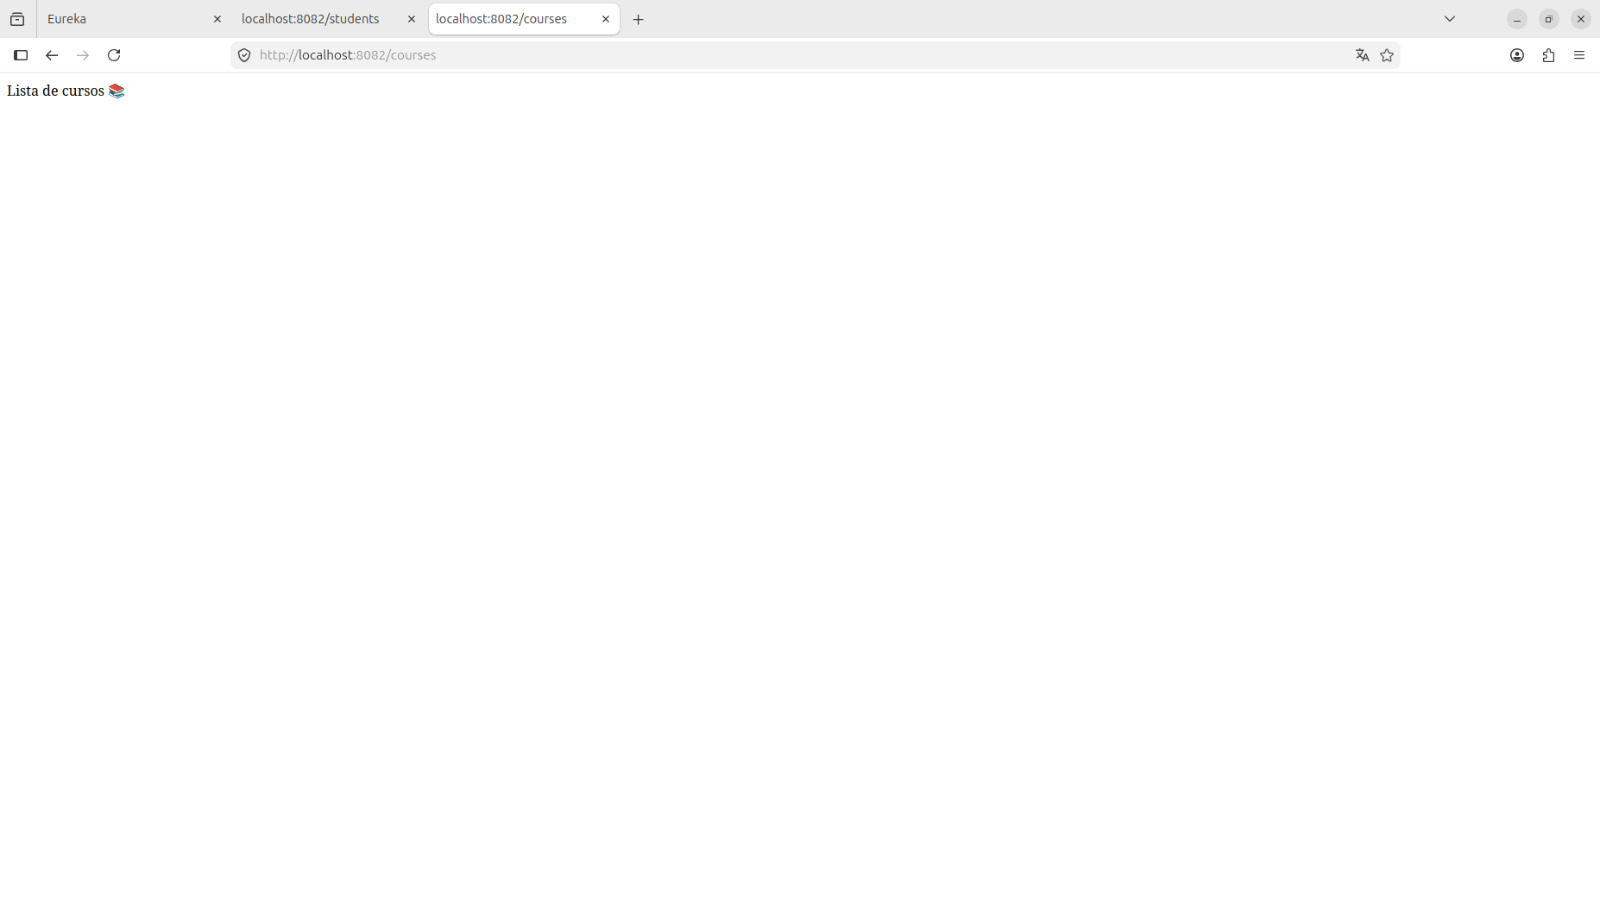 Eureka
localhost:8082/students
localhost:8082/courses
http://localhost:8082/courses
Lista de cursos 📚